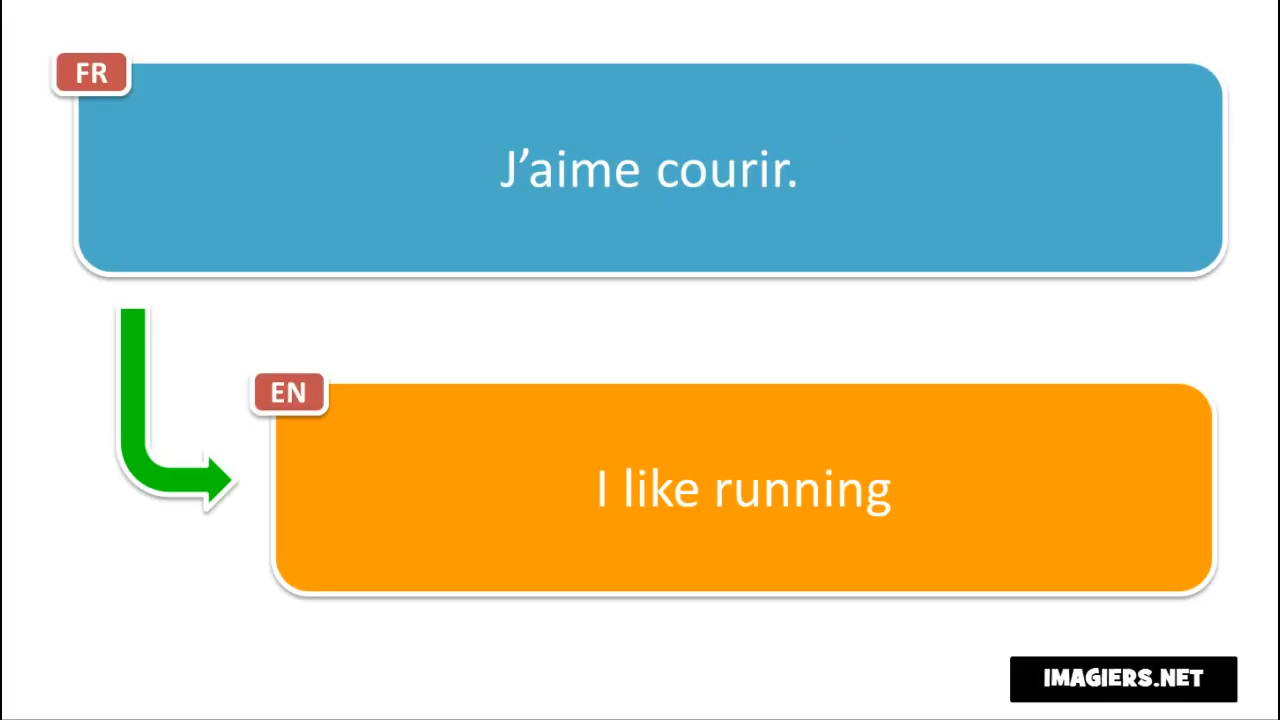 FR
J’aime courir.
EN
I like running
IMAGIERS.NET